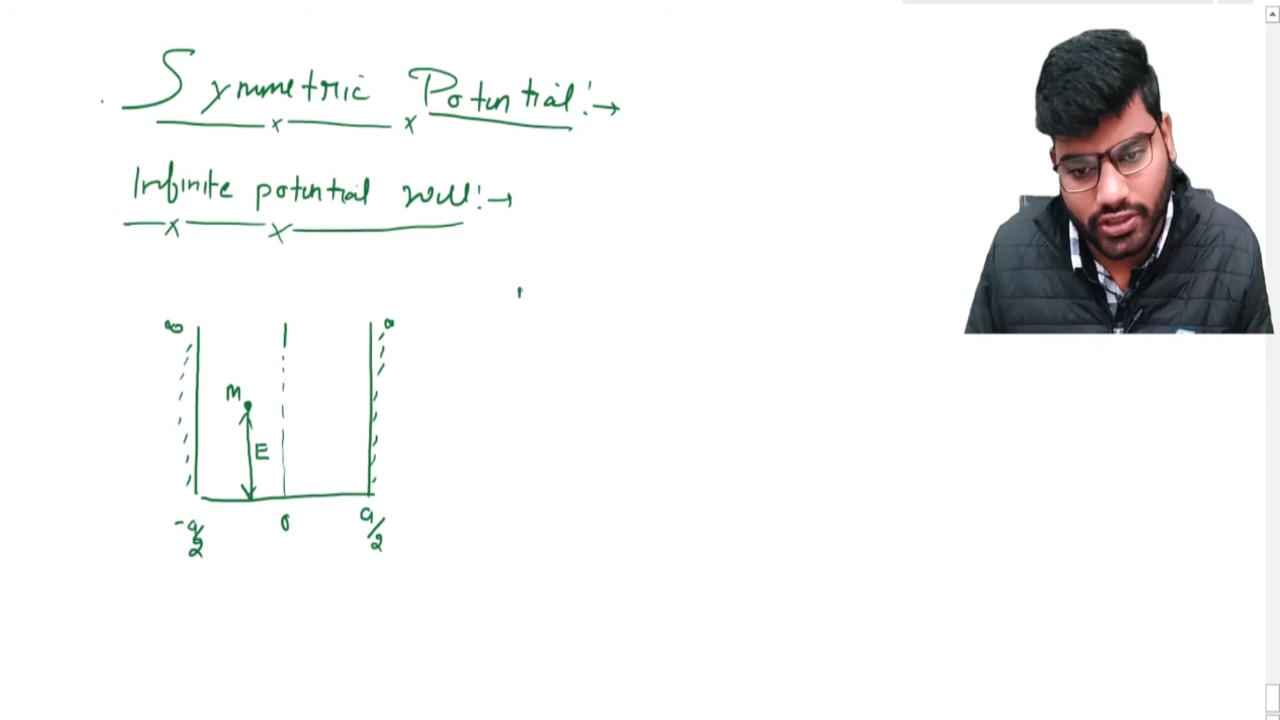 Symmetric Potential:→
Infinite potential well:→
∞ ∞
M
E
-a/2 0 a/2